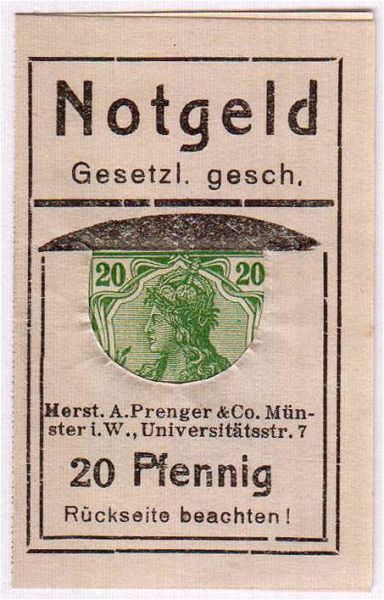 Notgeld
Gesetzl. gesch.
20 20
Herst. A.Prenger &Co. Mün-
ster i.W., Universitätsstr. 7
20 Pfennig
Rückseite beachten!